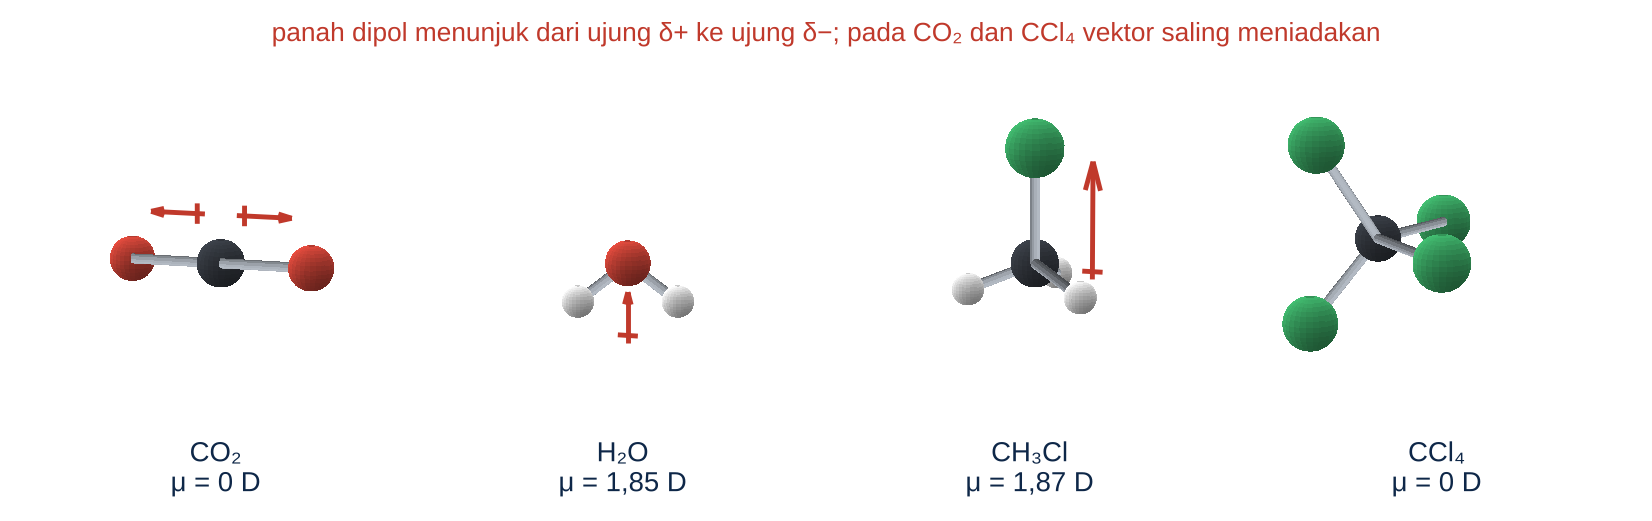 panah dipol menunjuk dari ujung δ+ ke ujung δ−; pada CO₂ dan CCl₄ vektor saling meniadakan
CO₂
μ = 0 D
H₂O
μ = 1,85 D
CH₃Cl
μ = 1,87 D
CCl₄
μ = 0 D